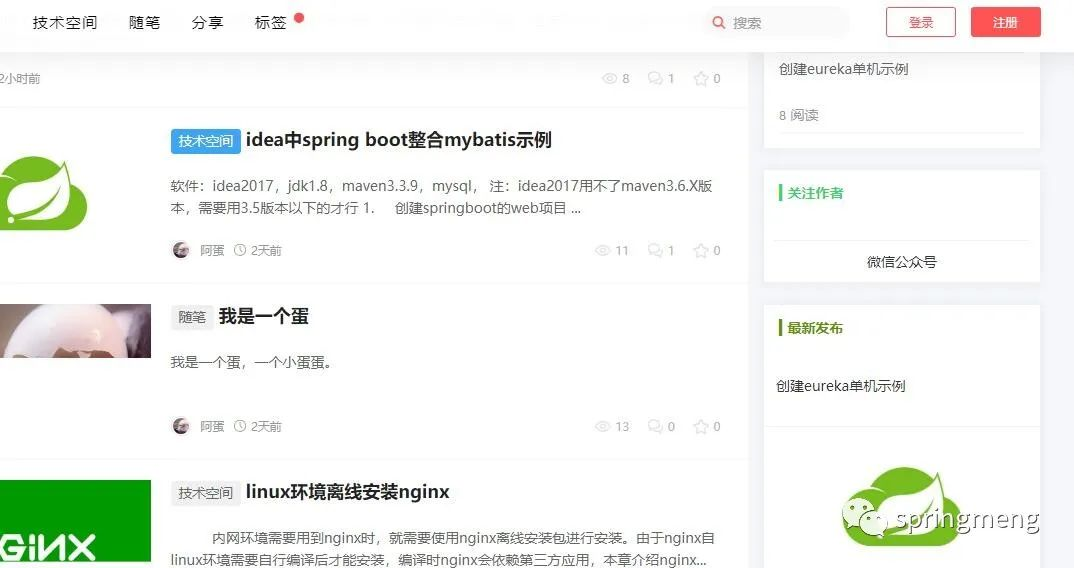 技术空间 随笔 分享 标签 搜索 登录 注册
2小时前 8 1 0
技术空间 idea中spring boot整合mybatis示例
软件：idea2017，jdk1.8，maven3.3.9，mysql， 注：idea2017用不了maven3.6.X版
本，需要用3.5版本以下的才行 1. 创建springboot的web项目 ...
阿蛋 2天前 11 1 0
随笔 我是一个蛋
我是一个蛋，一个小蛋蛋。
阿蛋 2天前 13 0 0
NGINX
技术空间 linux环境离线安装nginx
内网环境需要用到nginx时，就需要使用nginx离线安装包进行安装。由于nginx自
linux环境需要自行编译后才能安装，编译时nginx会依赖第三方应用，本章介绍nginx...
创建eureka单机示例
8 阅读
关注作者
微信公众号
最新发布
创建eureka单机示例
springmeng